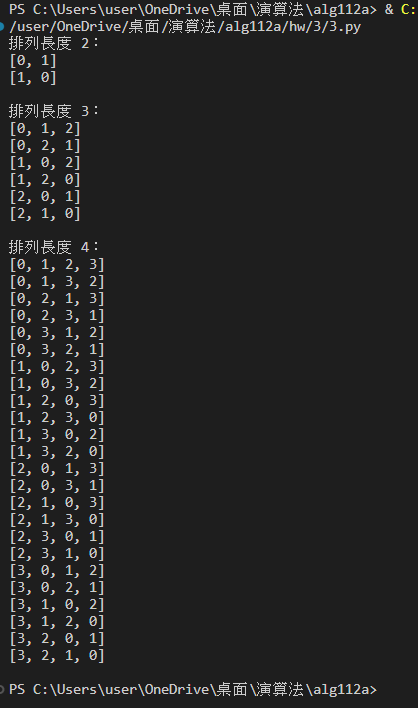 PS C:\Users\user\OneDrive\桌面\演算法\alg112a> & C:
/user/OneDrive/桌面/演算法/alg112a/hw/3/3.py
排列長度 2：
[0, 1]
[1, 0]
排列長度 3：
[0, 1, 2]
[0, 2, 1]
[1, 0, 2]
[1, 2, 0]
[2, 0, 1]
[2, 1, 0]
排列長度 4：
[0, 1, 2, 3]
[0, 1, 3, 2]
[0, 2, 1, 3]
[0, 2, 3, 1]
[0, 3, 1, 2]
[0, 3, 2, 1]
[1, 0, 2, 3]
[1, 0, 3, 2]
[1, 2, 0, 3]
[1, 2, 3, 0]
[1, 3, 0, 2]
[1, 3, 2, 0]
[2, 0, 1, 3]
[2, 0, 3, 1]
[2, 1, 0, 3]
[2, 1, 3, 0]
[2, 3, 0, 1]
[2, 3, 1, 0]
[3, 0, 1, 2]
[3, 0, 2, 1]
[3, 1, 0, 2]
[3, 1, 2, 0]
[3, 2, 0, 1]
[3, 2, 1, 0]
PS C:\Users\user\OneDrive\桌面\演算法\alg112a>